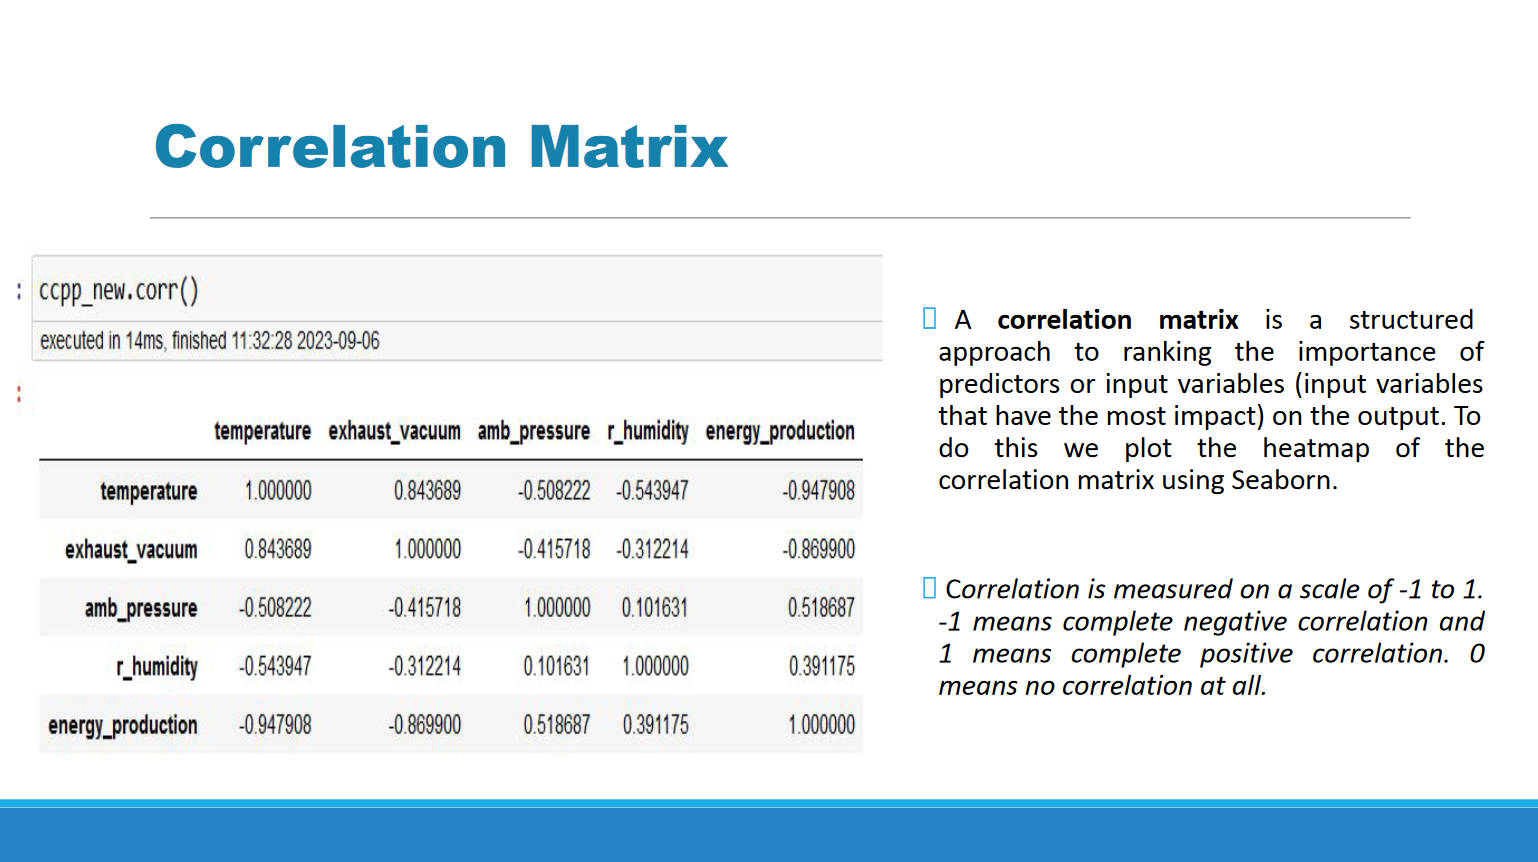 Correlation Matrix
: ccpp_new.corr()
executed in 14ms, finished 11:32:28 2023-09-06
:
temperature exhaust_vacuum amb_pressure r_humidity energy_production
temperature 1.000000 0.843689 -0.508222 -0.543947 -0.947908
exhaust_vacuum 0.843689 1.000000 -0.415718 -0.312214 -0.869900
amb_pressure -0.508222 -0.415718 1.000000 0.101631 0.518687
r_humidity -0.543947 -0.312214 0.101631 1.000000 0.391175
energy_production -0.947908 -0.869900 0.518687 0.391175 1.000000
A correlation matrix is a structured
approach to ranking the importance of
predictors or input variables (input variables
that have the most impact) on the output. To
do this we plot the heatmap of the
correlation matrix using Seaborn.
Correlation is measured on a scale of -1 to 1.
-1 means complete negative correlation and
1 means complete positive correlation. 0
means no correlation at all.